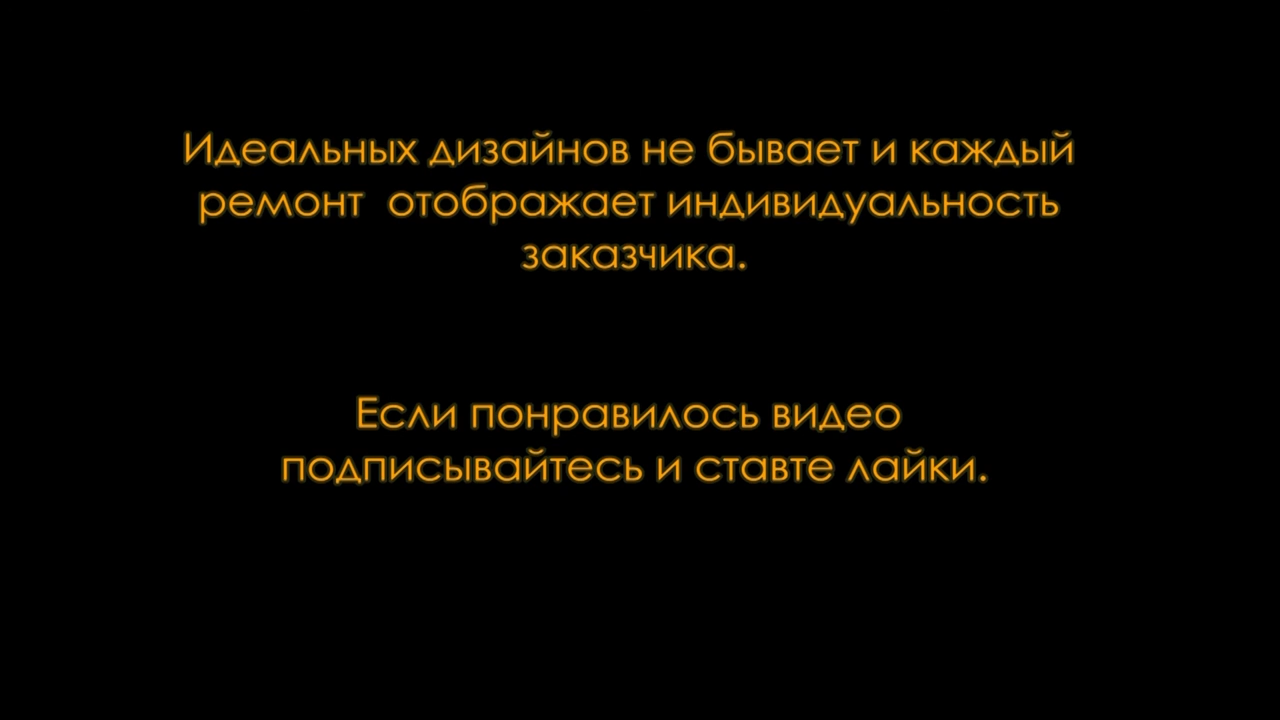 Идеальных дизайнов не бывает и каждый
ремонт  отображает индивидуальность
заказчика.
Если понравилось видео
подписывайтесь и ставте лайки.